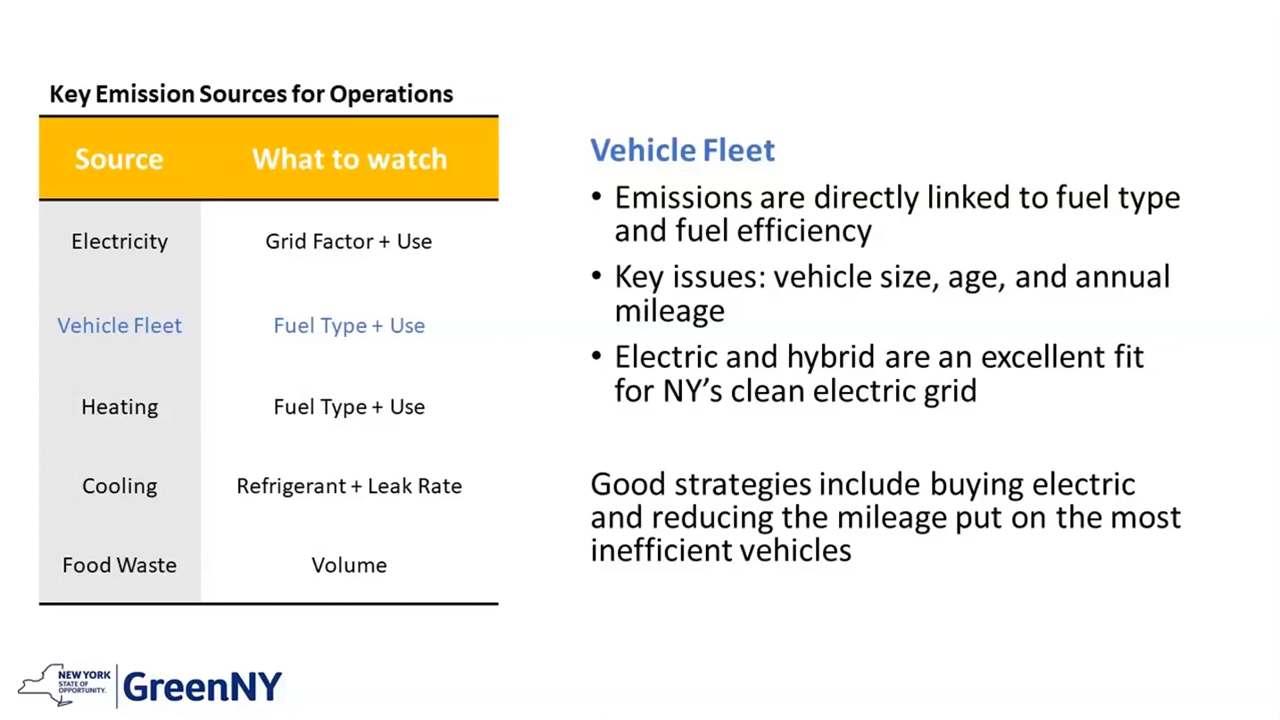 Key Emission Sources for Operations
Source What to watch
Electricity Grid Factor + Use
Vehicle Fleet Fuel Type + Use
Heating Fuel Type + Use
Cooling Refrigerant + Leak Rate
Food Waste Volume
Vehicle Fleet
• Emissions are directly linked to fuel type
and fuel efficiency
• Key issues: vehicle size, age, and annual
mileage
• Electric and hybrid are an excellent fit
for NY’s clean electric grid
Good strategies include buying electric
and reducing the mileage put on the most
inefficient vehicles
NEW YORK
STATE OF
OPPORTUNITY.
GreenNY